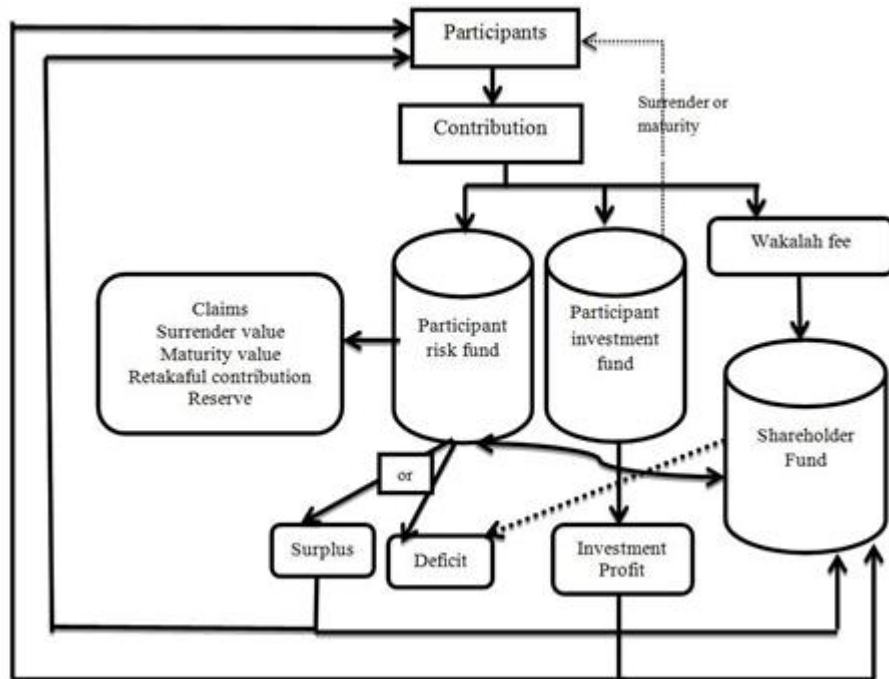 Participants
Contribution
Surrender or
maturity
Wakalah fee
Claims
Surrender value
Maturity value
Retakaful contribution
Reserve
Participant
risk fund
Participant
investment
fund
Shareholder
Fund
or
Surplus
Deficit
Investment
Profit